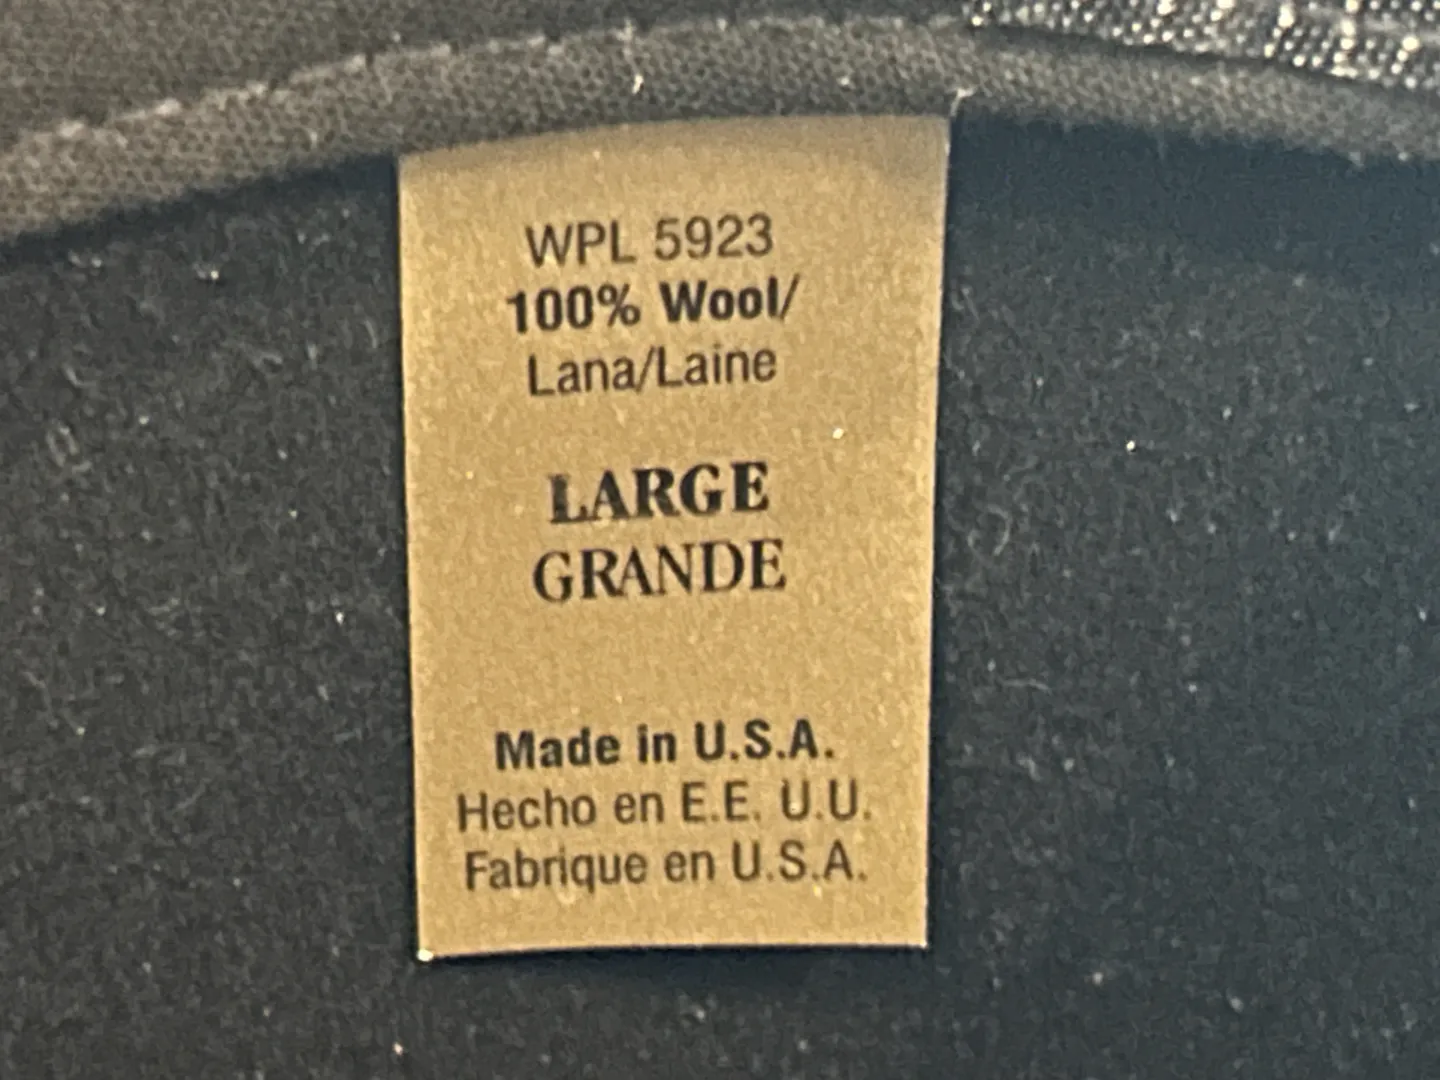 WPL 5923
100% Wool/
Lana/Laine
LARGE
GRANDE
Made in U.S.A.
Hecho en E.E. U.U.
Fabrique en U.S.A.